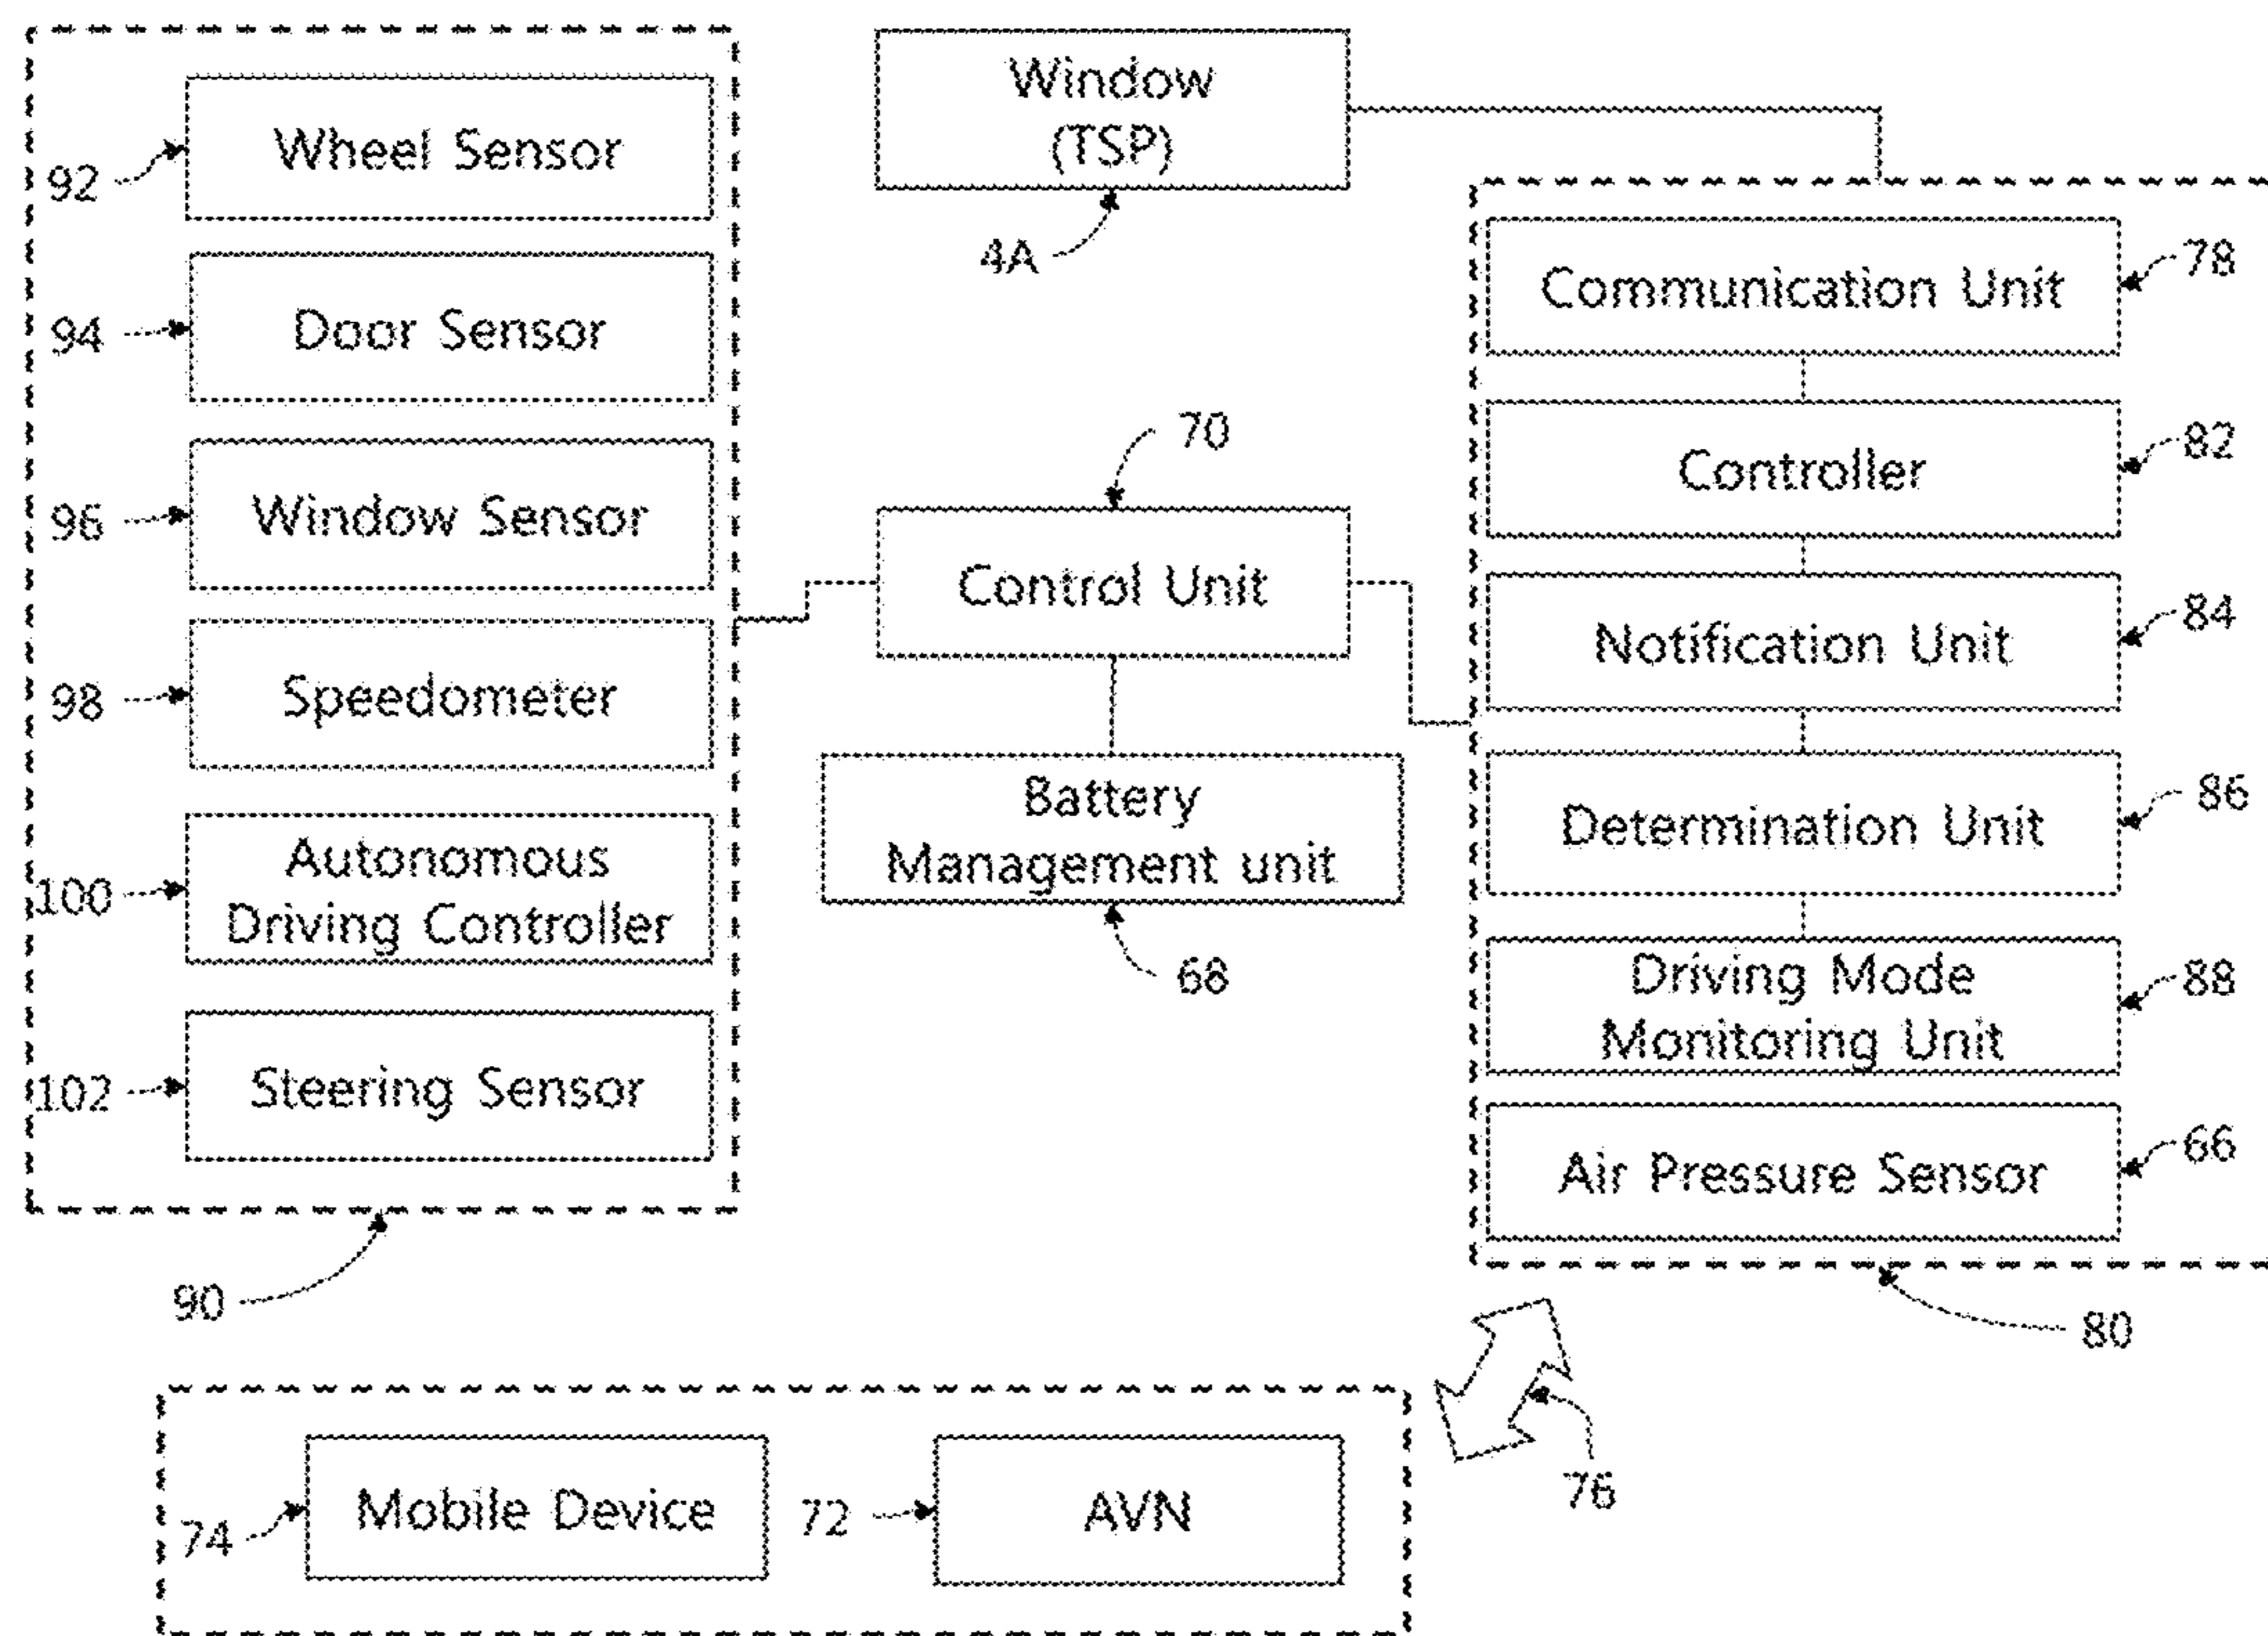 92
Wheel Sensor
94
Door Sensor
96
Window Sensor
98
Speedometer
100
Autonomous
Driving Controller
102
Steering Sensor
90
Window
(TSP)
4A
70
Control Unit
Battery
Management unit
68
Communication Unit
78
Controller
82
Notification Unit
84
Determination Unit
86
Driving Mode
Monitoring Unit
88
Air Pressure Sensor
66
80
76
74
Mobile Device
72
AVN